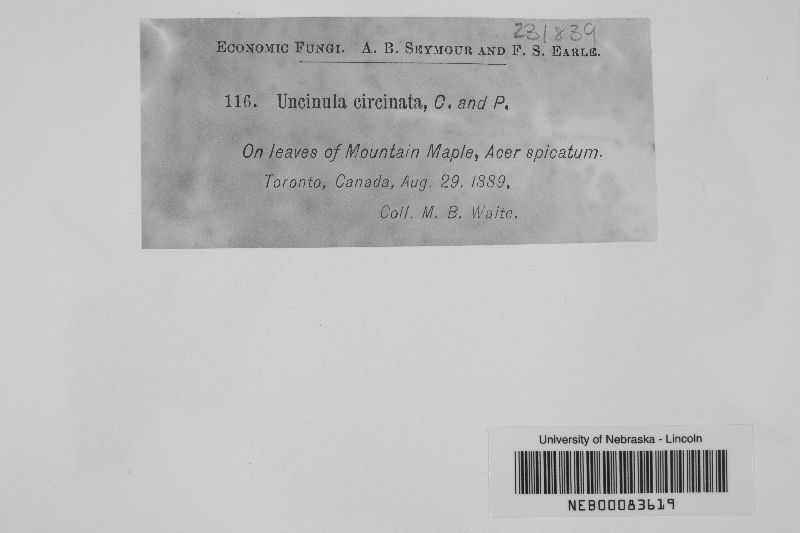 231839
Economic Fungi. A. B. Seymour and F. S. Earle.
116. Uncinula circinata, C. and P.
On leaves of Mountain Maple, Acer spicatum.
Toronto, Canada, Aug. 29, 1889.
Coll. M. B. Waite.
University of Nebraska - Lincoln
NEB00083619